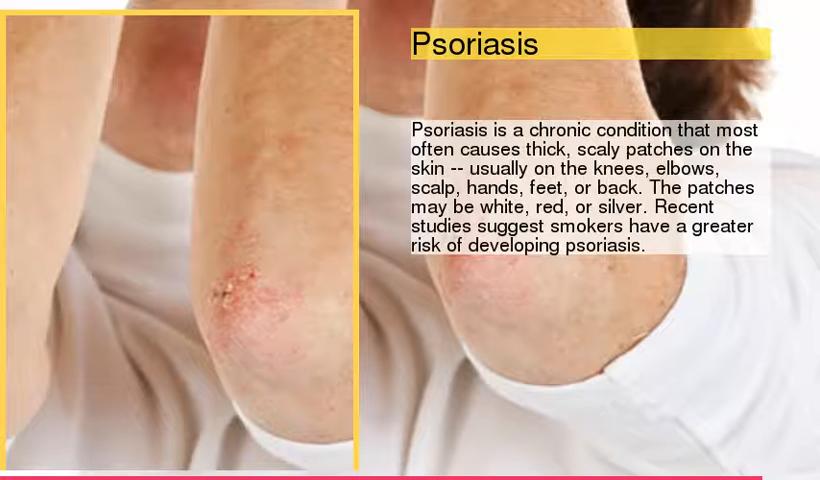 Psoriasis
Psoriasis is a chronic condition that most
often causes thick, scaly patches on the
skin -- usually on the knees, elbows,
scalp, hands, feet, or back. The patches
may be white, red, or silver. Recent
studies suggest smokers have a greater
risk of developing psoriasis.